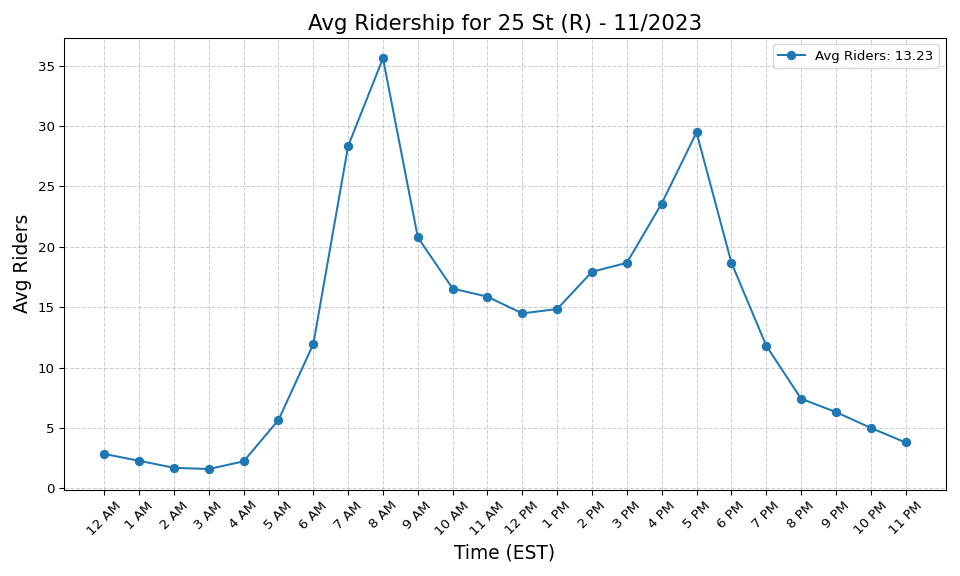 Avg Ridership for 25 St (R) - 11/2023
Avg Riders: 13.23
Avg Riders
35
30
25
20
15
10
5
0
12 AM
1 AM
2 AM
3 AM
4 AM
5 AM
6 AM
7 AM
8 AM
9 AM
10 AM
11 AM
12 PM
1 PM
2 PM
3 PM
4 PM
5 PM
6 PM
7 PM
8 PM
9 PM
10 PM
11 PM
Time (EST)